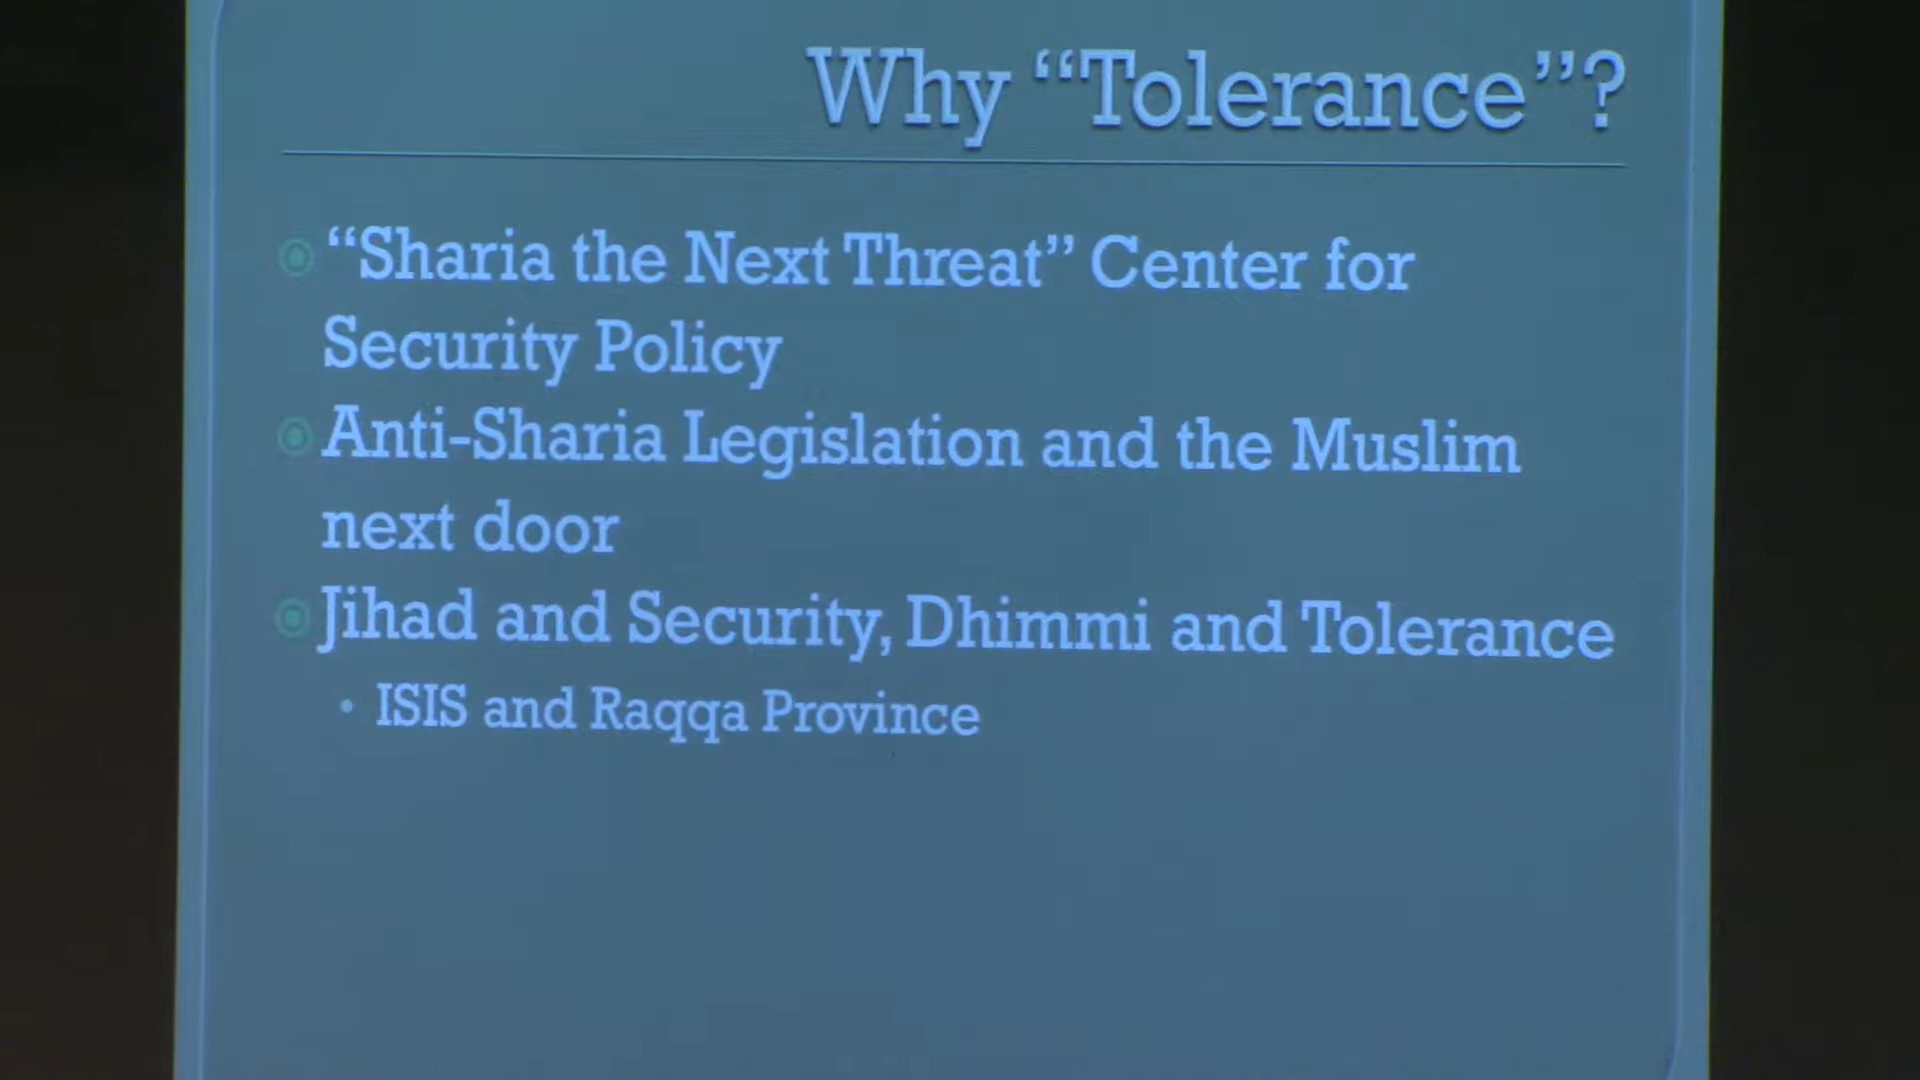 Why “Tolerance”?
“Sharia the Next Threat” Center for
Security Policy
Anti-Sharia Legislation and the Muslim
next door
Jihad and Security, Dhimmi and Tolerance
ISIS and Raqqa Province